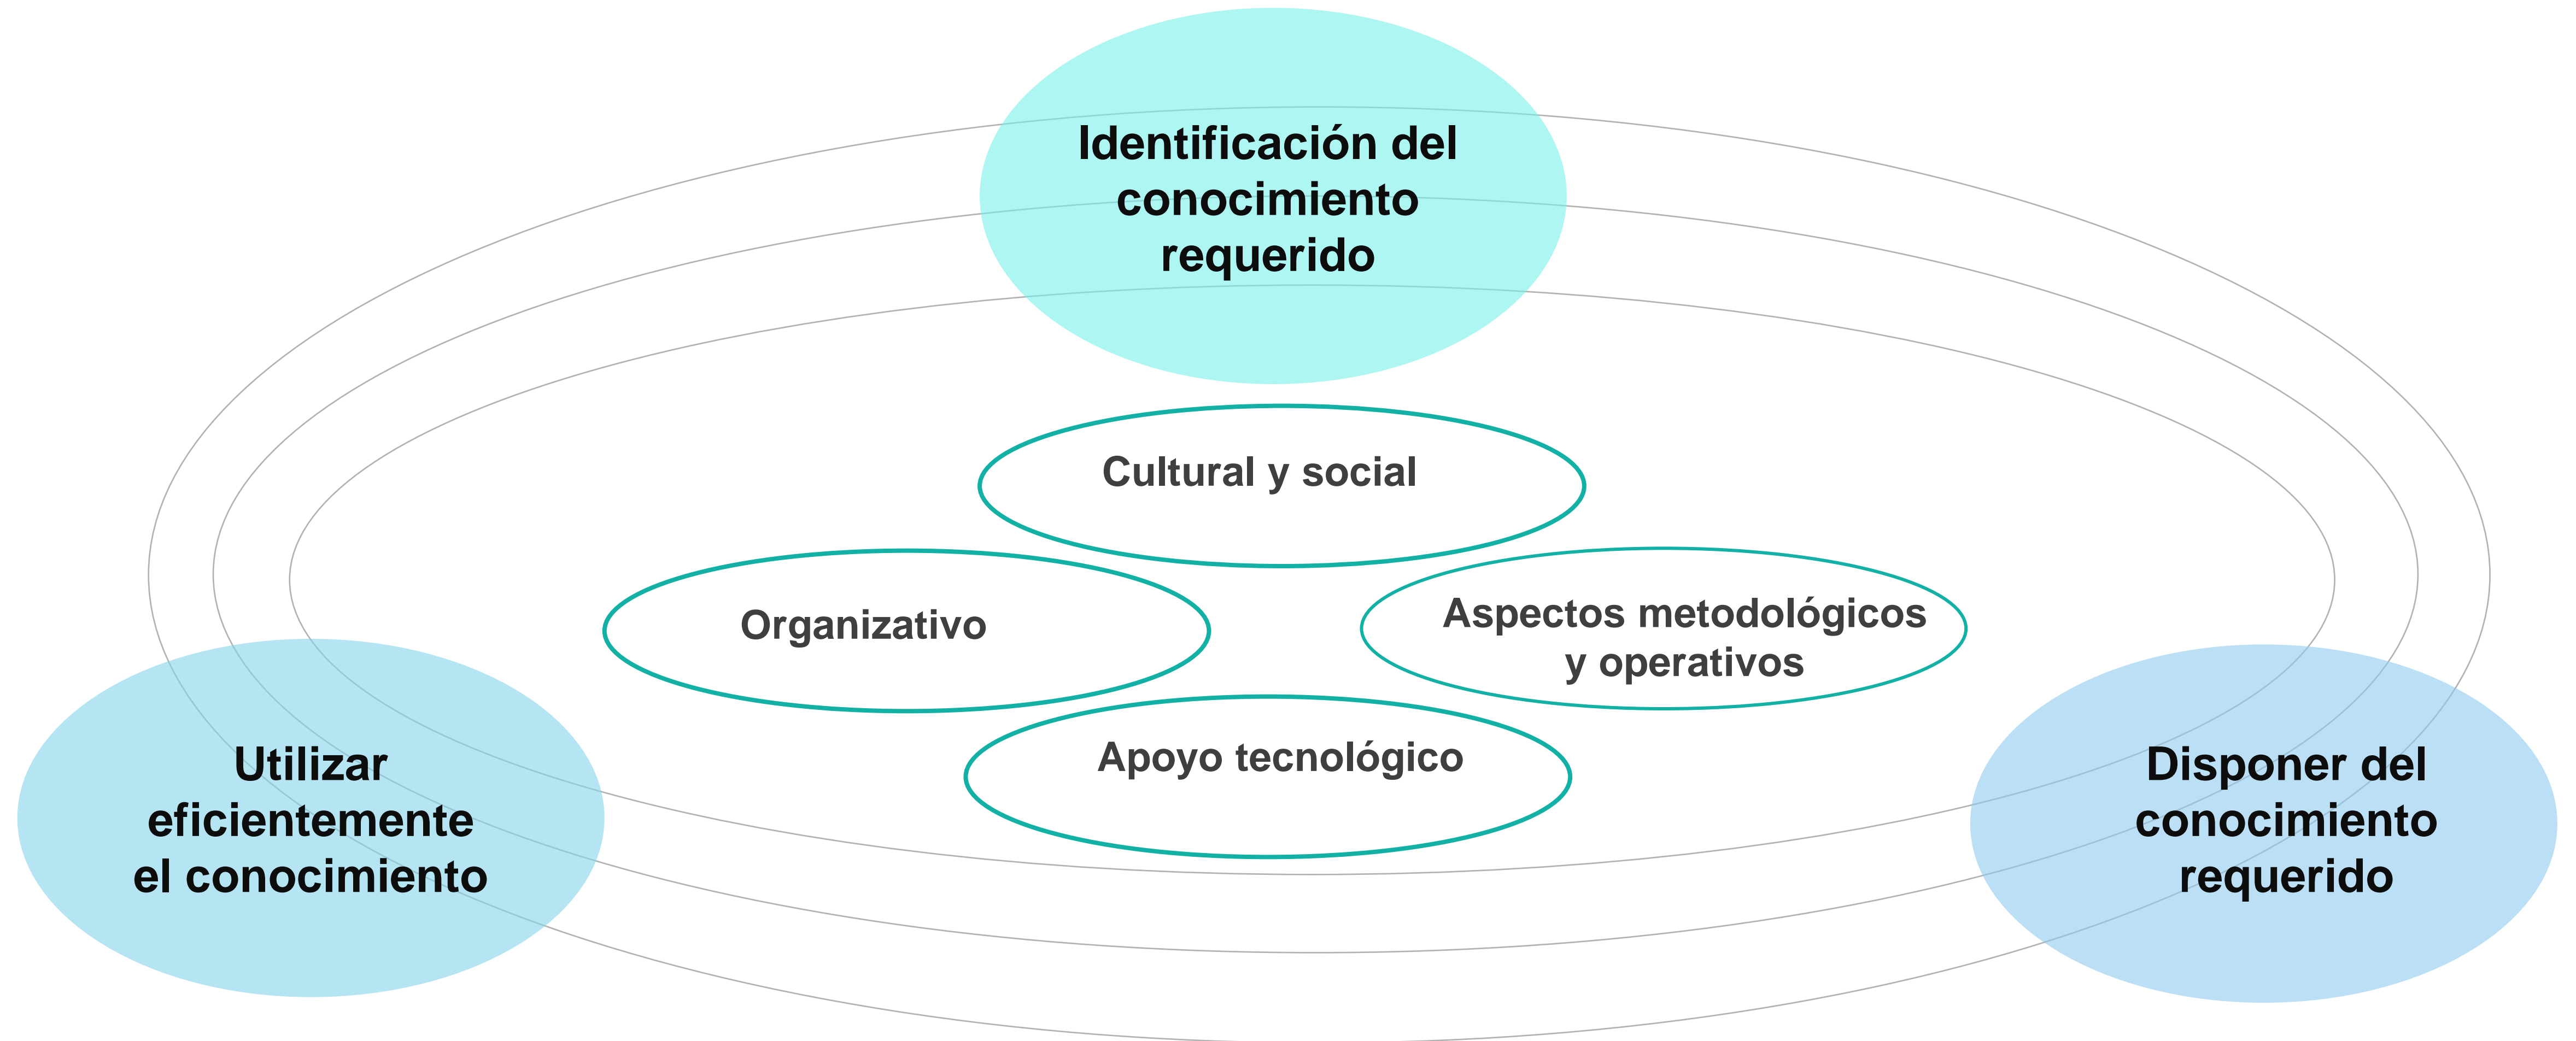 Identificación del
conocimiento
requerido
Cultural y social
Organizativo
Aspectos metodológicos
y operativos
Apoyo tecnológico
Utilizar
eficientemente
el conocimiento
Disponer del
conocimiento
requerido